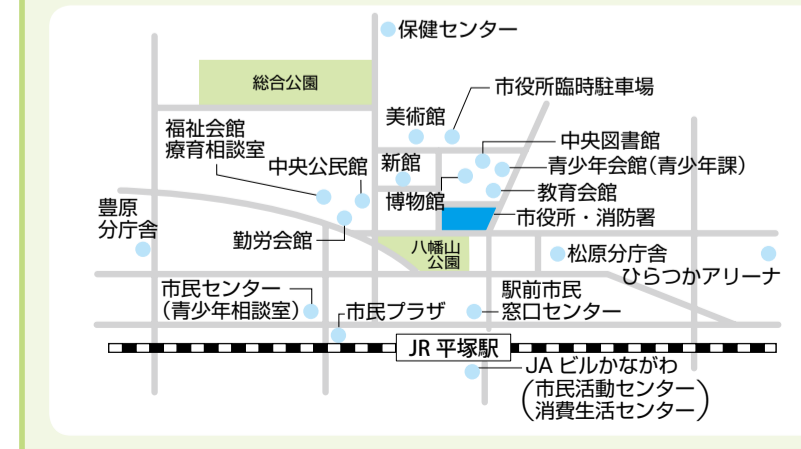 保健センター
総合公園
市役所臨時駐車場
美術館
福祉会館
療育相談室
中央図書館
中央公民館
新館
青少年会館(青少年課)
博物館
教育会館
豊原
分庁舎
市役所・消防署
勤労会館
八幡山
公園
松原分庁舎
ひらつかアリーナ
市民センター
(青少年相談室)
市民プラザ
駅前市民
窓口センター
JR 平塚駅
JA ビルかながわ
(市民活動センター
消費生活センター)